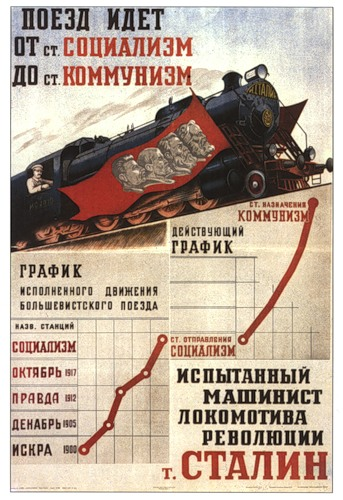 ПОЕЗД ИДЕТ
ОТ СТ. СОЦИАЛИЗМ
ДО СТ. КОММУНИЗМ
СТ. НАЗНАЧЕНИЯ
КОММУНИЗМ
ДЕЙСТВУЮЩИЙ
ГРАФИК
ГРАФИК
ИСПОЛНЕННОГО ДВИЖЕНИЯ
БОЛЬШЕВИСТСКОГО ПОЕЗДА
НАЗВ. СТАНЦИЙ
СОЦИАЛИЗМ
ОКТЯБРЬ 1917
ПРАВДА 1912
ДЕКАБРЬ 1905
ИСКРА 1900
СТ. ОТПРАВЛЕНИЯ
СОЦИАЛИЗМ
ИСПЫТАННЫЙ
МАШИНИСТ
ЛОКОМОТИВА
РЕВОЛЮЦИИ
Т. СТАЛИН